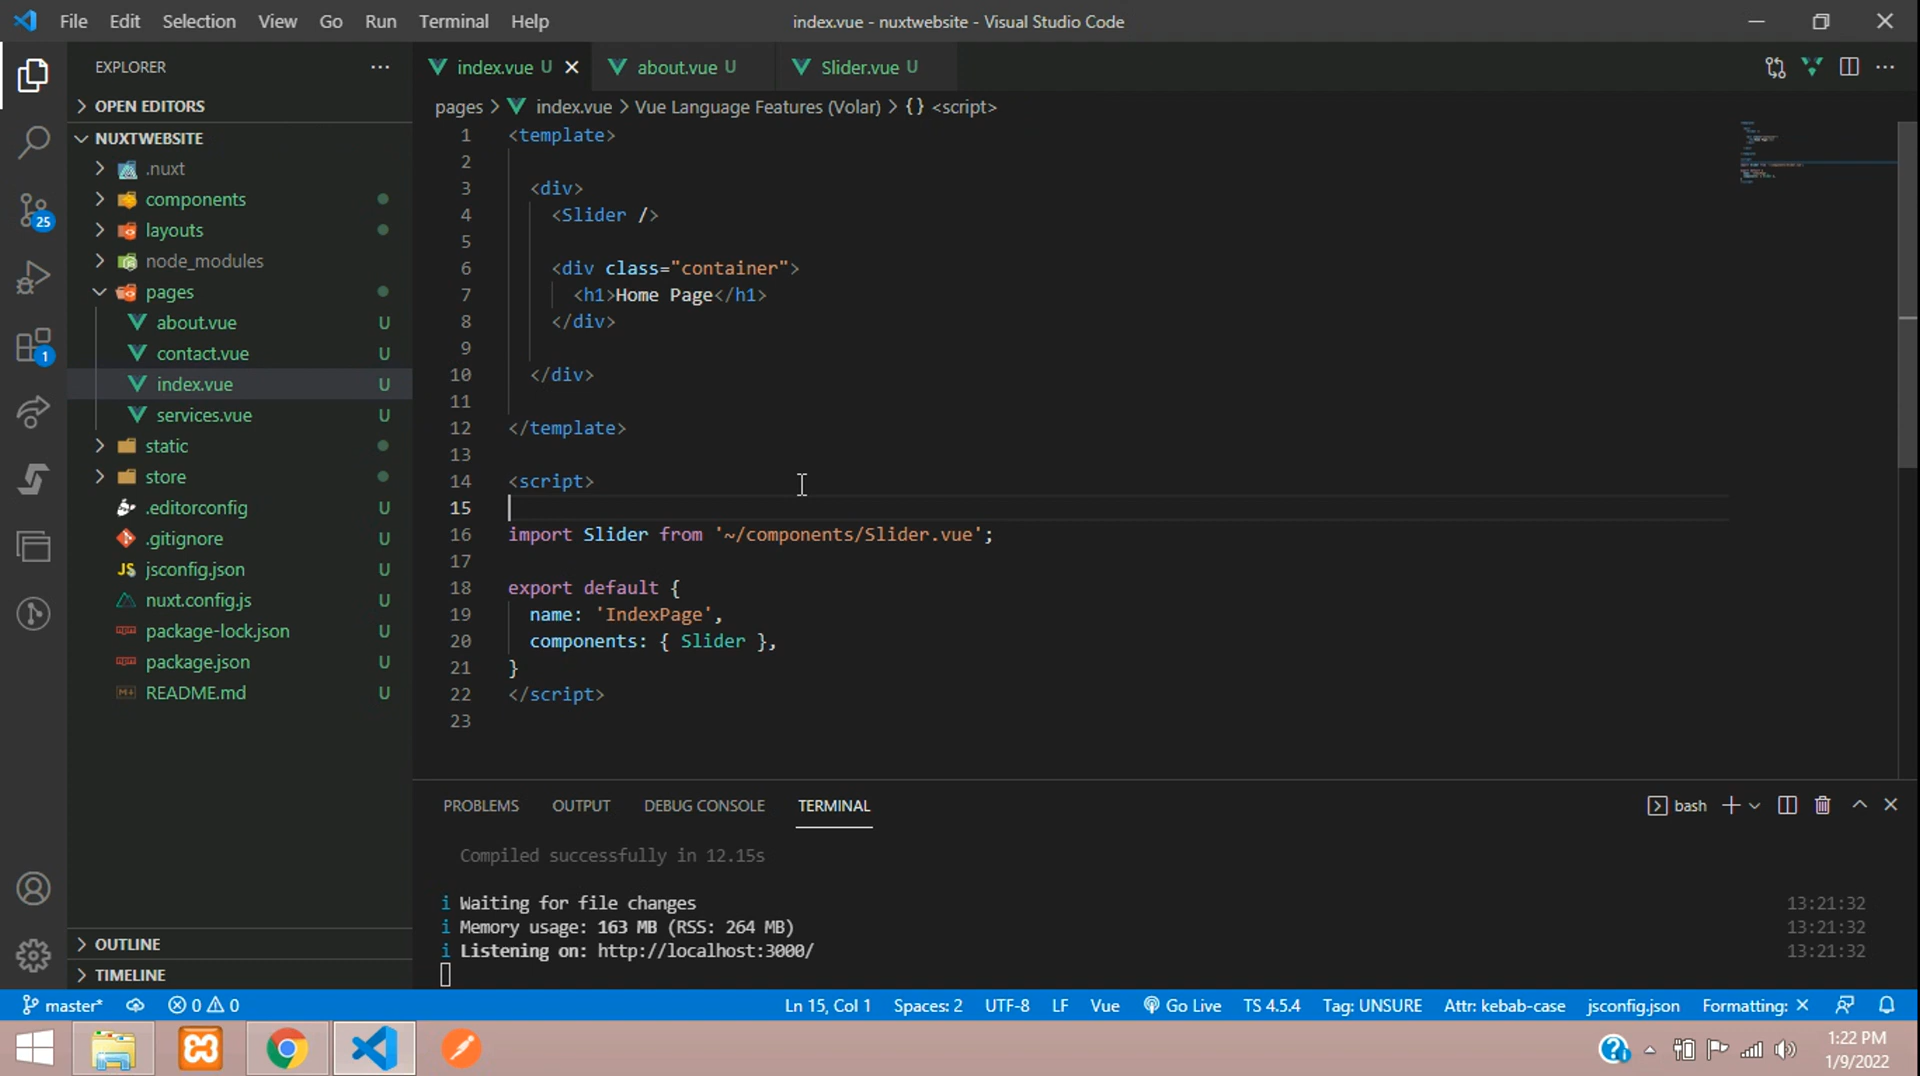 File Edit Selection View Go Run Terminal Help
index.vue - nuxtwebsite - Visual Studio Code
EXPLORER
OPEN EDITORS
NUXTWEBSITE
.nuxt
components
layouts
node_modules
pages
about.vue U
contact.vue U
index.vue U
services.vue U
static
store
.editorconfig U
.gitignore U
JS jsconfig.json U
nuxt.config.js U
package-lock.json U
package.json U
README.md U
OUTLINE
TIMELINE
25
1
index.vue U about.vue U Slider.vue U
pages > index.vue > Vue Language Features (Volar) > {} <script>
1 <template>
2
3 <div>
4 <Slider />
5
6 <div class="container">
7 <h1>Home Page</h1>
8 </div>
9
10 </div>
11
12 </template>
13
14 <script>
15
16 import Slider from '~/components/Slider.vue';
17
18 export default {
19 name: 'IndexPage',
20 components: { Slider },
21 }
22 </script>
23
PROBLEMS OUTPUT DEBUG CONSOLE TERMINAL
bash
Compiled successfully in 12.15s
i Waiting for file changes 13:21:32
i Memory usage: 163 MB (RSS: 264 MB) 13:21:32
i Listening on: http://localhost:3000/ 13:21:32
master* 0 0 Ln 15, Col 1 Spaces: 2 UTF-8 LF Vue Go Live TS 4.5.4 Tag: UNSURE Attr: kebab-case jsconfig.json Formatting: ×
1:22 PM
1/9/2022